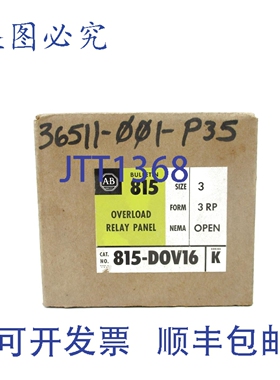 盗图必究
36511-001-P35
JTT1368
AB
BULLETIN
815
SIZE 3
OVERLOAD
RELAY PANEL
FORM 3 RP
NEMA OPEN
CAT. NO. 815-DOV16 K
可开发票 顺丰包邮